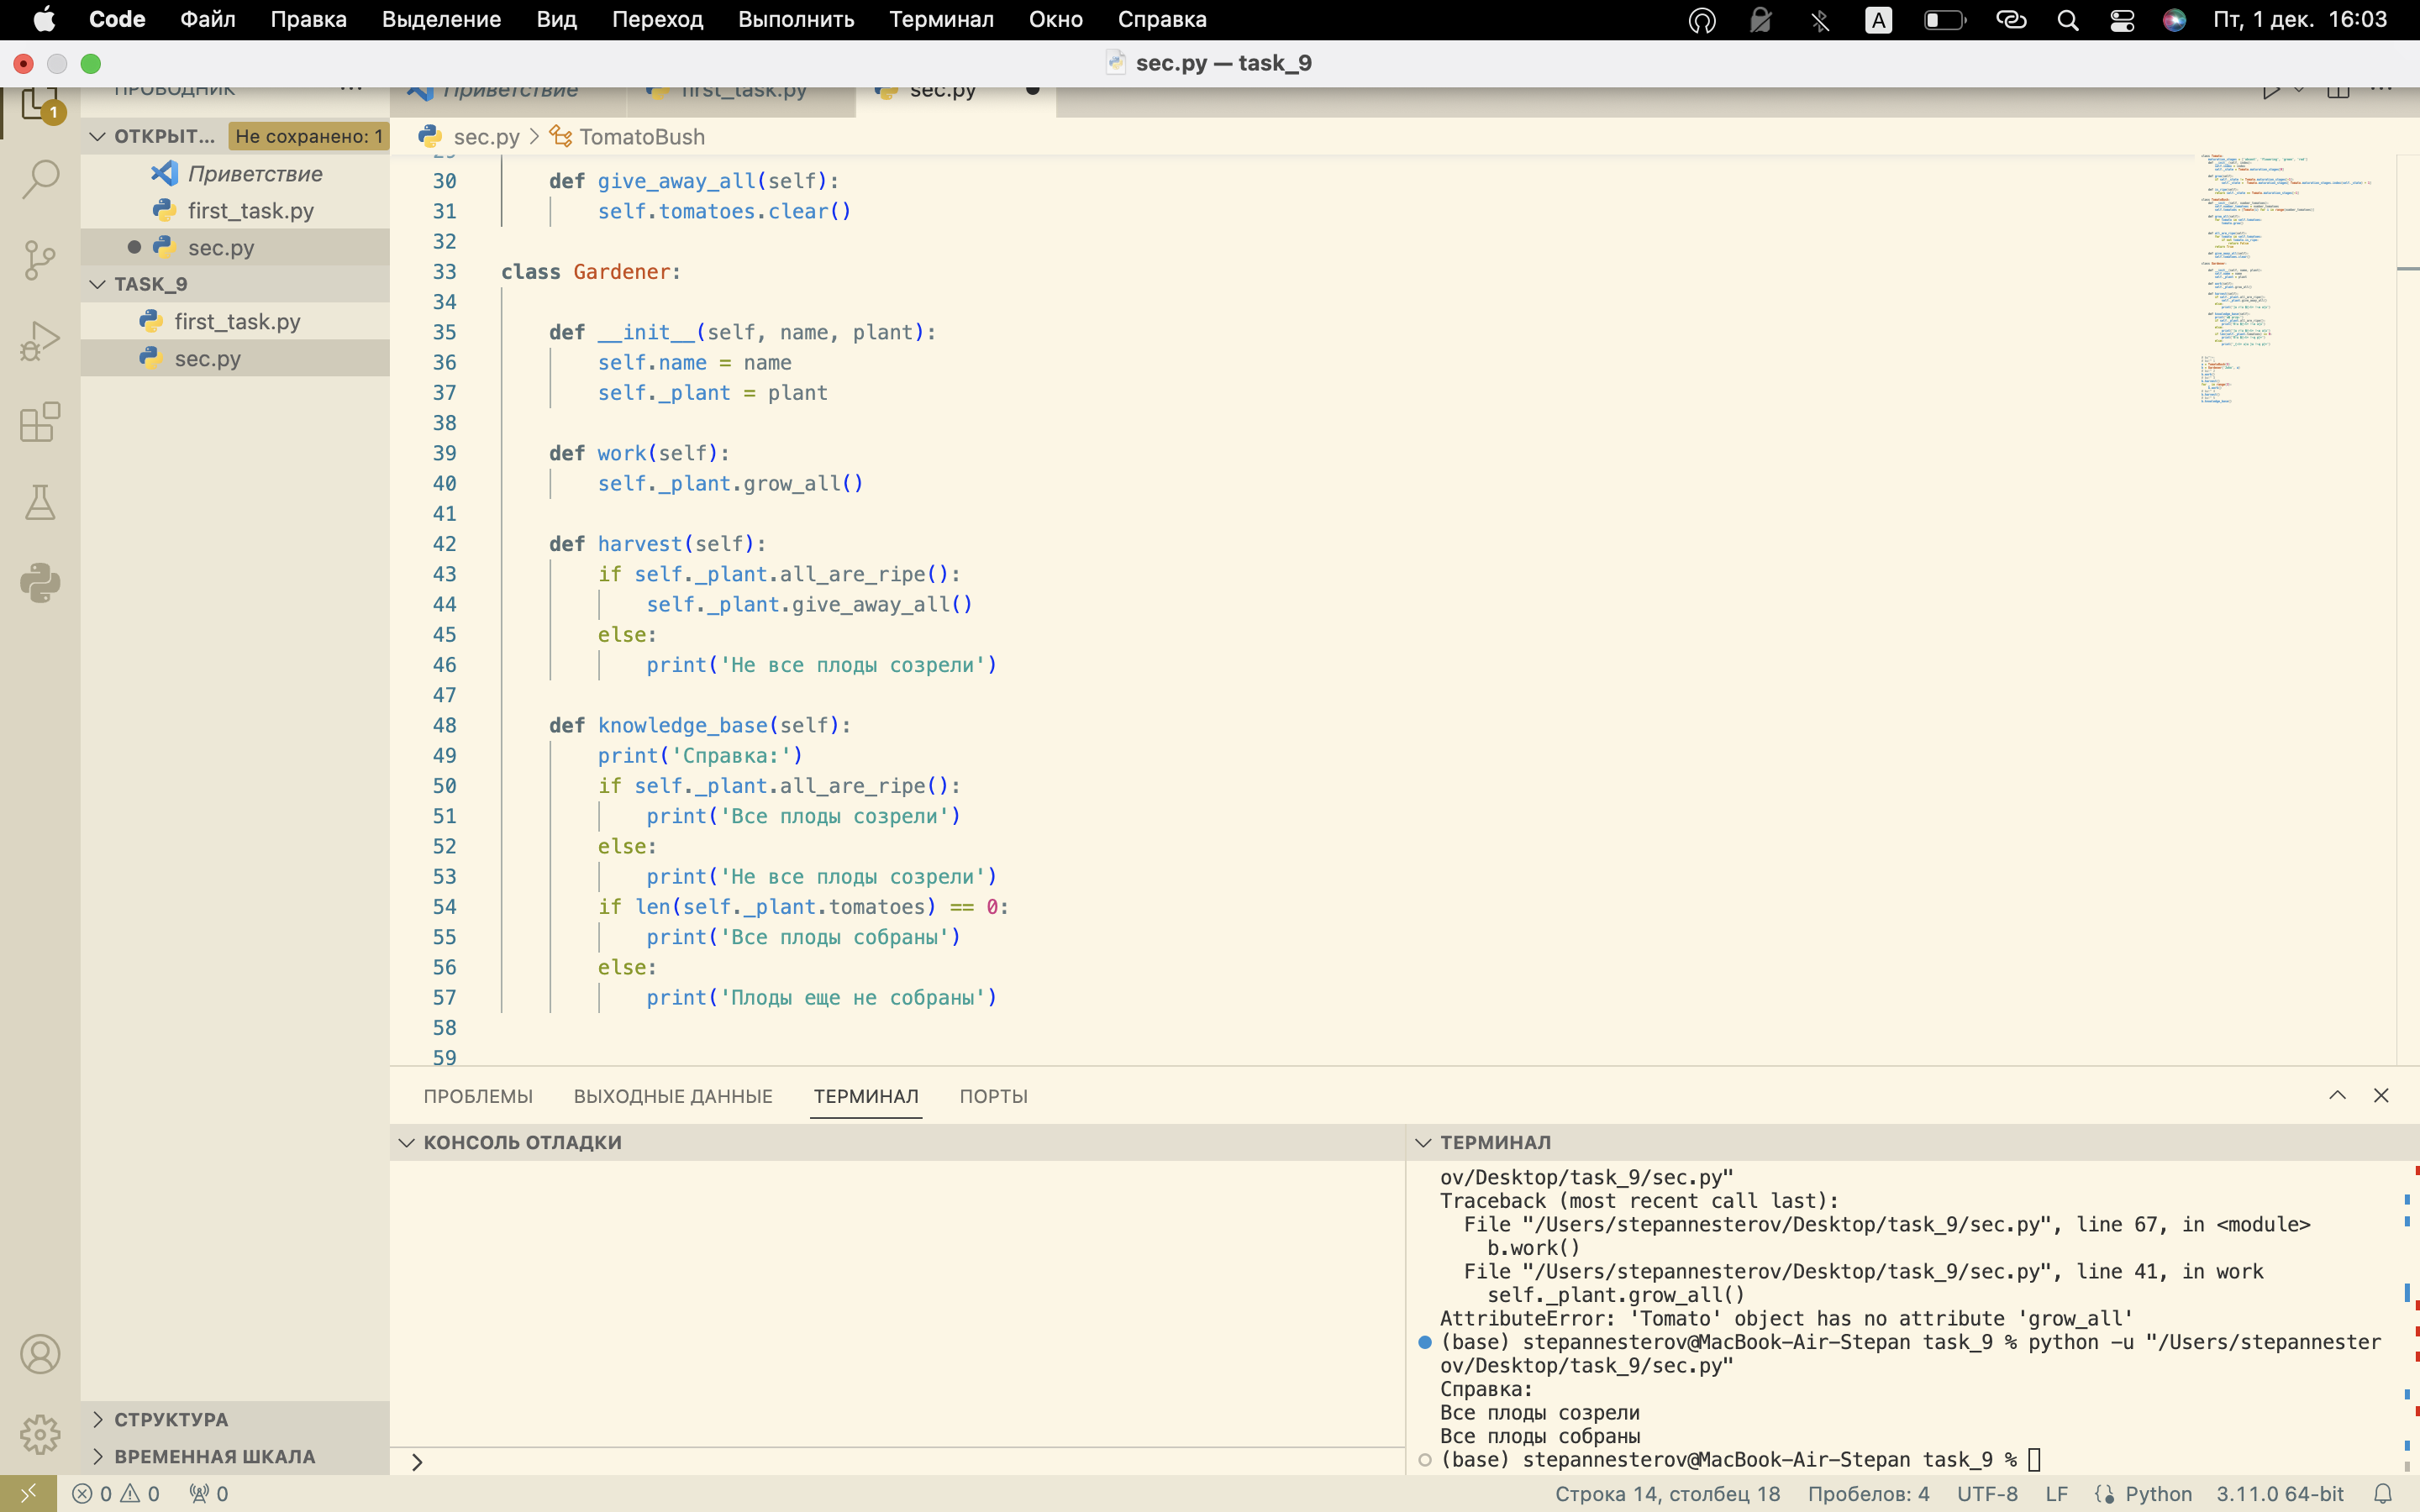 Code Файл Правка Выделение Вид Переход Выполнить Терминал Окно Справка A Пт, 1 дек. 16:03
sec.py — task_9
ПРОВОДНИК ...
Приветствие first_task.py sec.py
1
ОТКРЫТ... Не сохранено: 1
Приветствие
first_task.py
sec.py
TASK_9
first_task.py
sec.py
СТРУКТУРА
ВРЕМЕННАЯ ШКАЛА
sec.py > TomatoBush
29
30 def give_away_all(self):
31 self.tomatoes.clear()
32
33 class Gardener:
34
35 def __init__(self, name, plant):
36 self.name = name
37 self._plant = plant
38
39 def work(self):
40 self._plant.grow_all()
41
42 def harvest(self):
43 if self._plant.all_are_ripe():
44 self._plant.give_away_all()
45 else:
46 print('Не все плоды созрели')
47
48 def knowledge_base(self):
49 print('Справка:')
50 if self._plant.all_are_ripe():
51 print('Все плоды созрели')
52 else:
53 print('Не все плоды созрели')
54 if len(self._plant.tomatoes) == 0:
55 print('Все плоды собраны')
56 else:
57 print('Плоды еще не собраны')
58
59
ПРОБЛЕМЫ ВЫХОДНЫЕ ДАННЫЕ ТЕРМИНАЛ ПОРТЫ
КОНСОЛЬ ОТЛАДКИ
>
ТЕРМИНАЛ
ov/Desktop/task_9/sec.py"
Traceback (most recent call last):
File "/Users/stepannesterov/Desktop/task_9/sec.py", line 67, in <module>
b.work()
File "/Users/stepannesterov/Desktop/task_9/sec.py", line 41, in work
self._plant.grow_all()
AttributeError: 'Tomato' object has no attribute 'grow_all'
(base) stepannesterov@MacBook-Air-Stepan task_9 % python -u "/Users/stepannester
ov/Desktop/task_9/sec.py"
Справка:
Все плоды созрели
Все плоды собраны
(base) stepannesterov@MacBook-Air-Stepan task_9 %
0 0 0 Строка 14, столбец 18 Пробелов: 4 UTF-8 LF Python 3.11.0 64-bit